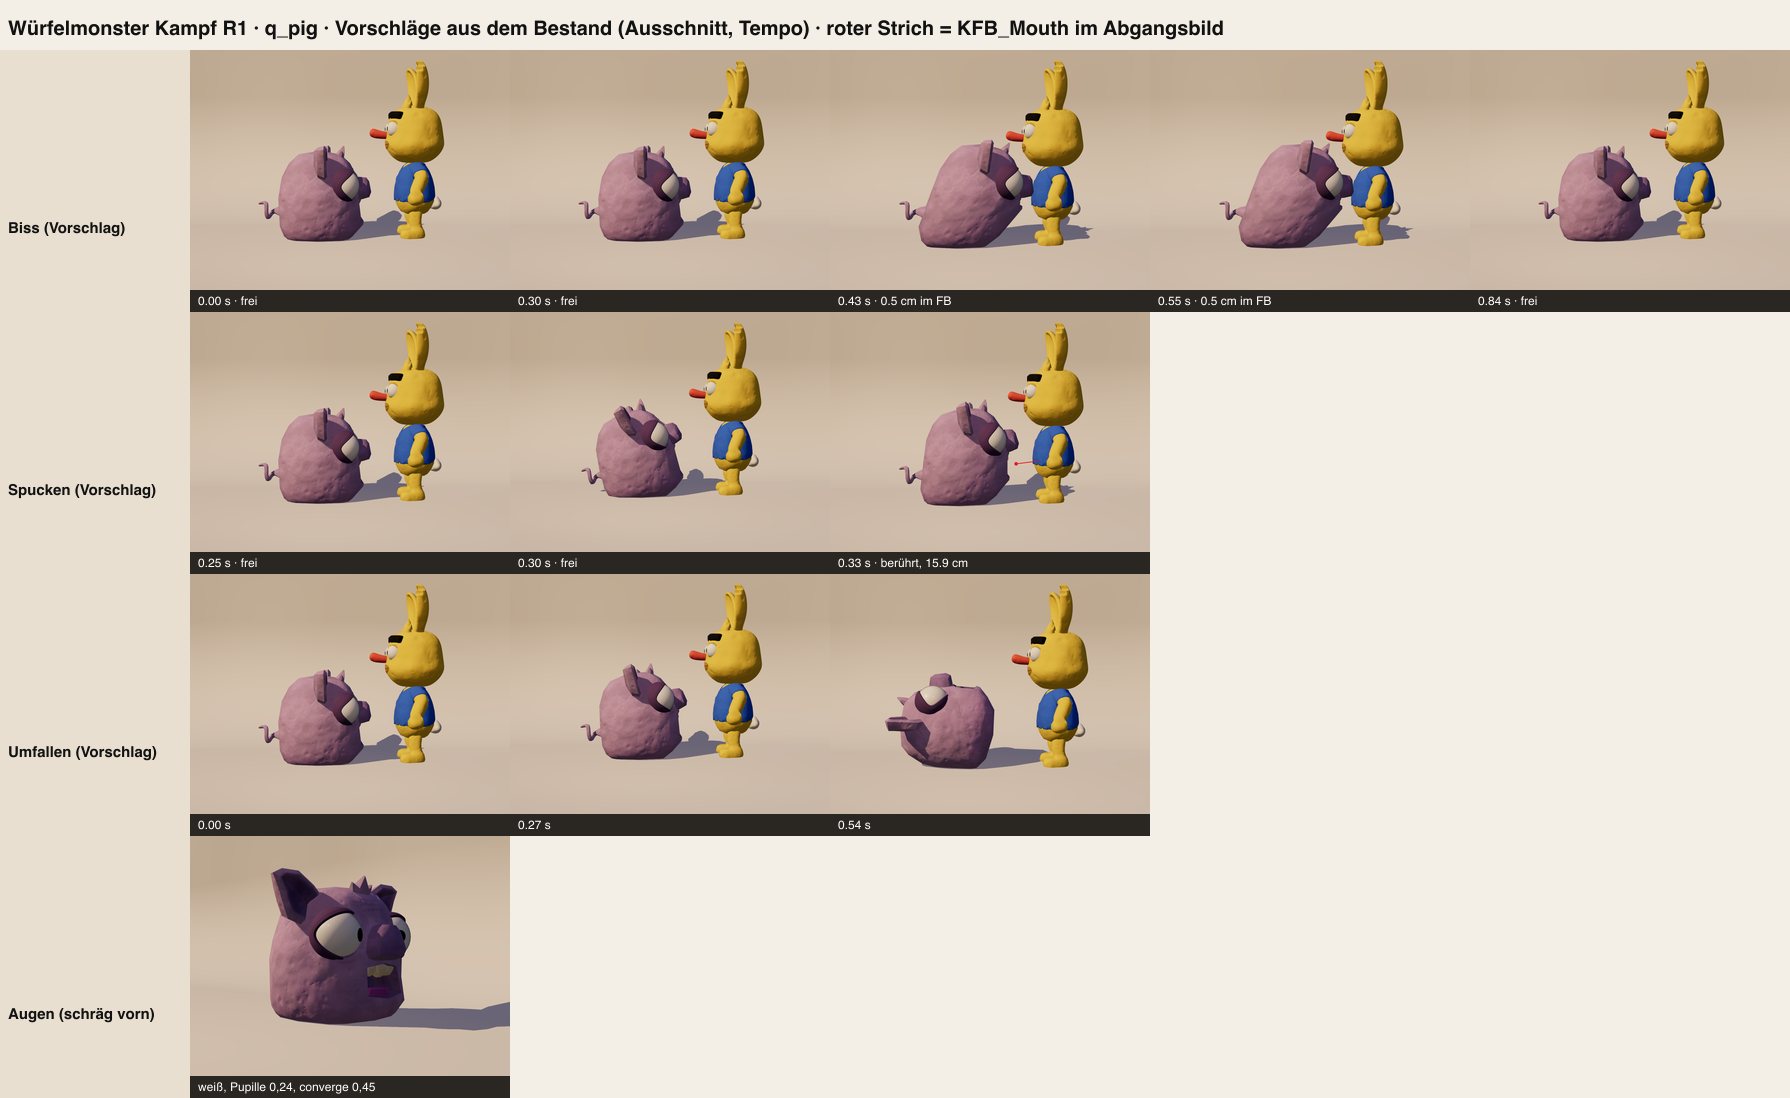 Würfelmonster Kampf R1 · q_pig · Vorschläge aus dem Bestand (Ausschnitt, Tempo) · roter Strich = KFB_Mouth im Abgangsbild
Biss (Vorschlag)
0.00 s · frei
0.30 s · frei
0.43 s · 0.5 cm im FB
0.55 s · 0.5 cm im FB
0.84 s · frei
Spucken (Vorschlag)
0.25 s · frei
0.30 s · frei
0.33 s · berührt, 15.9 cm
Umfallen (Vorschlag)
0.00 s
0.27 s
0.54 s
Augen (schräg vorn)
weiß, Pupille 0,24, converge 0,45